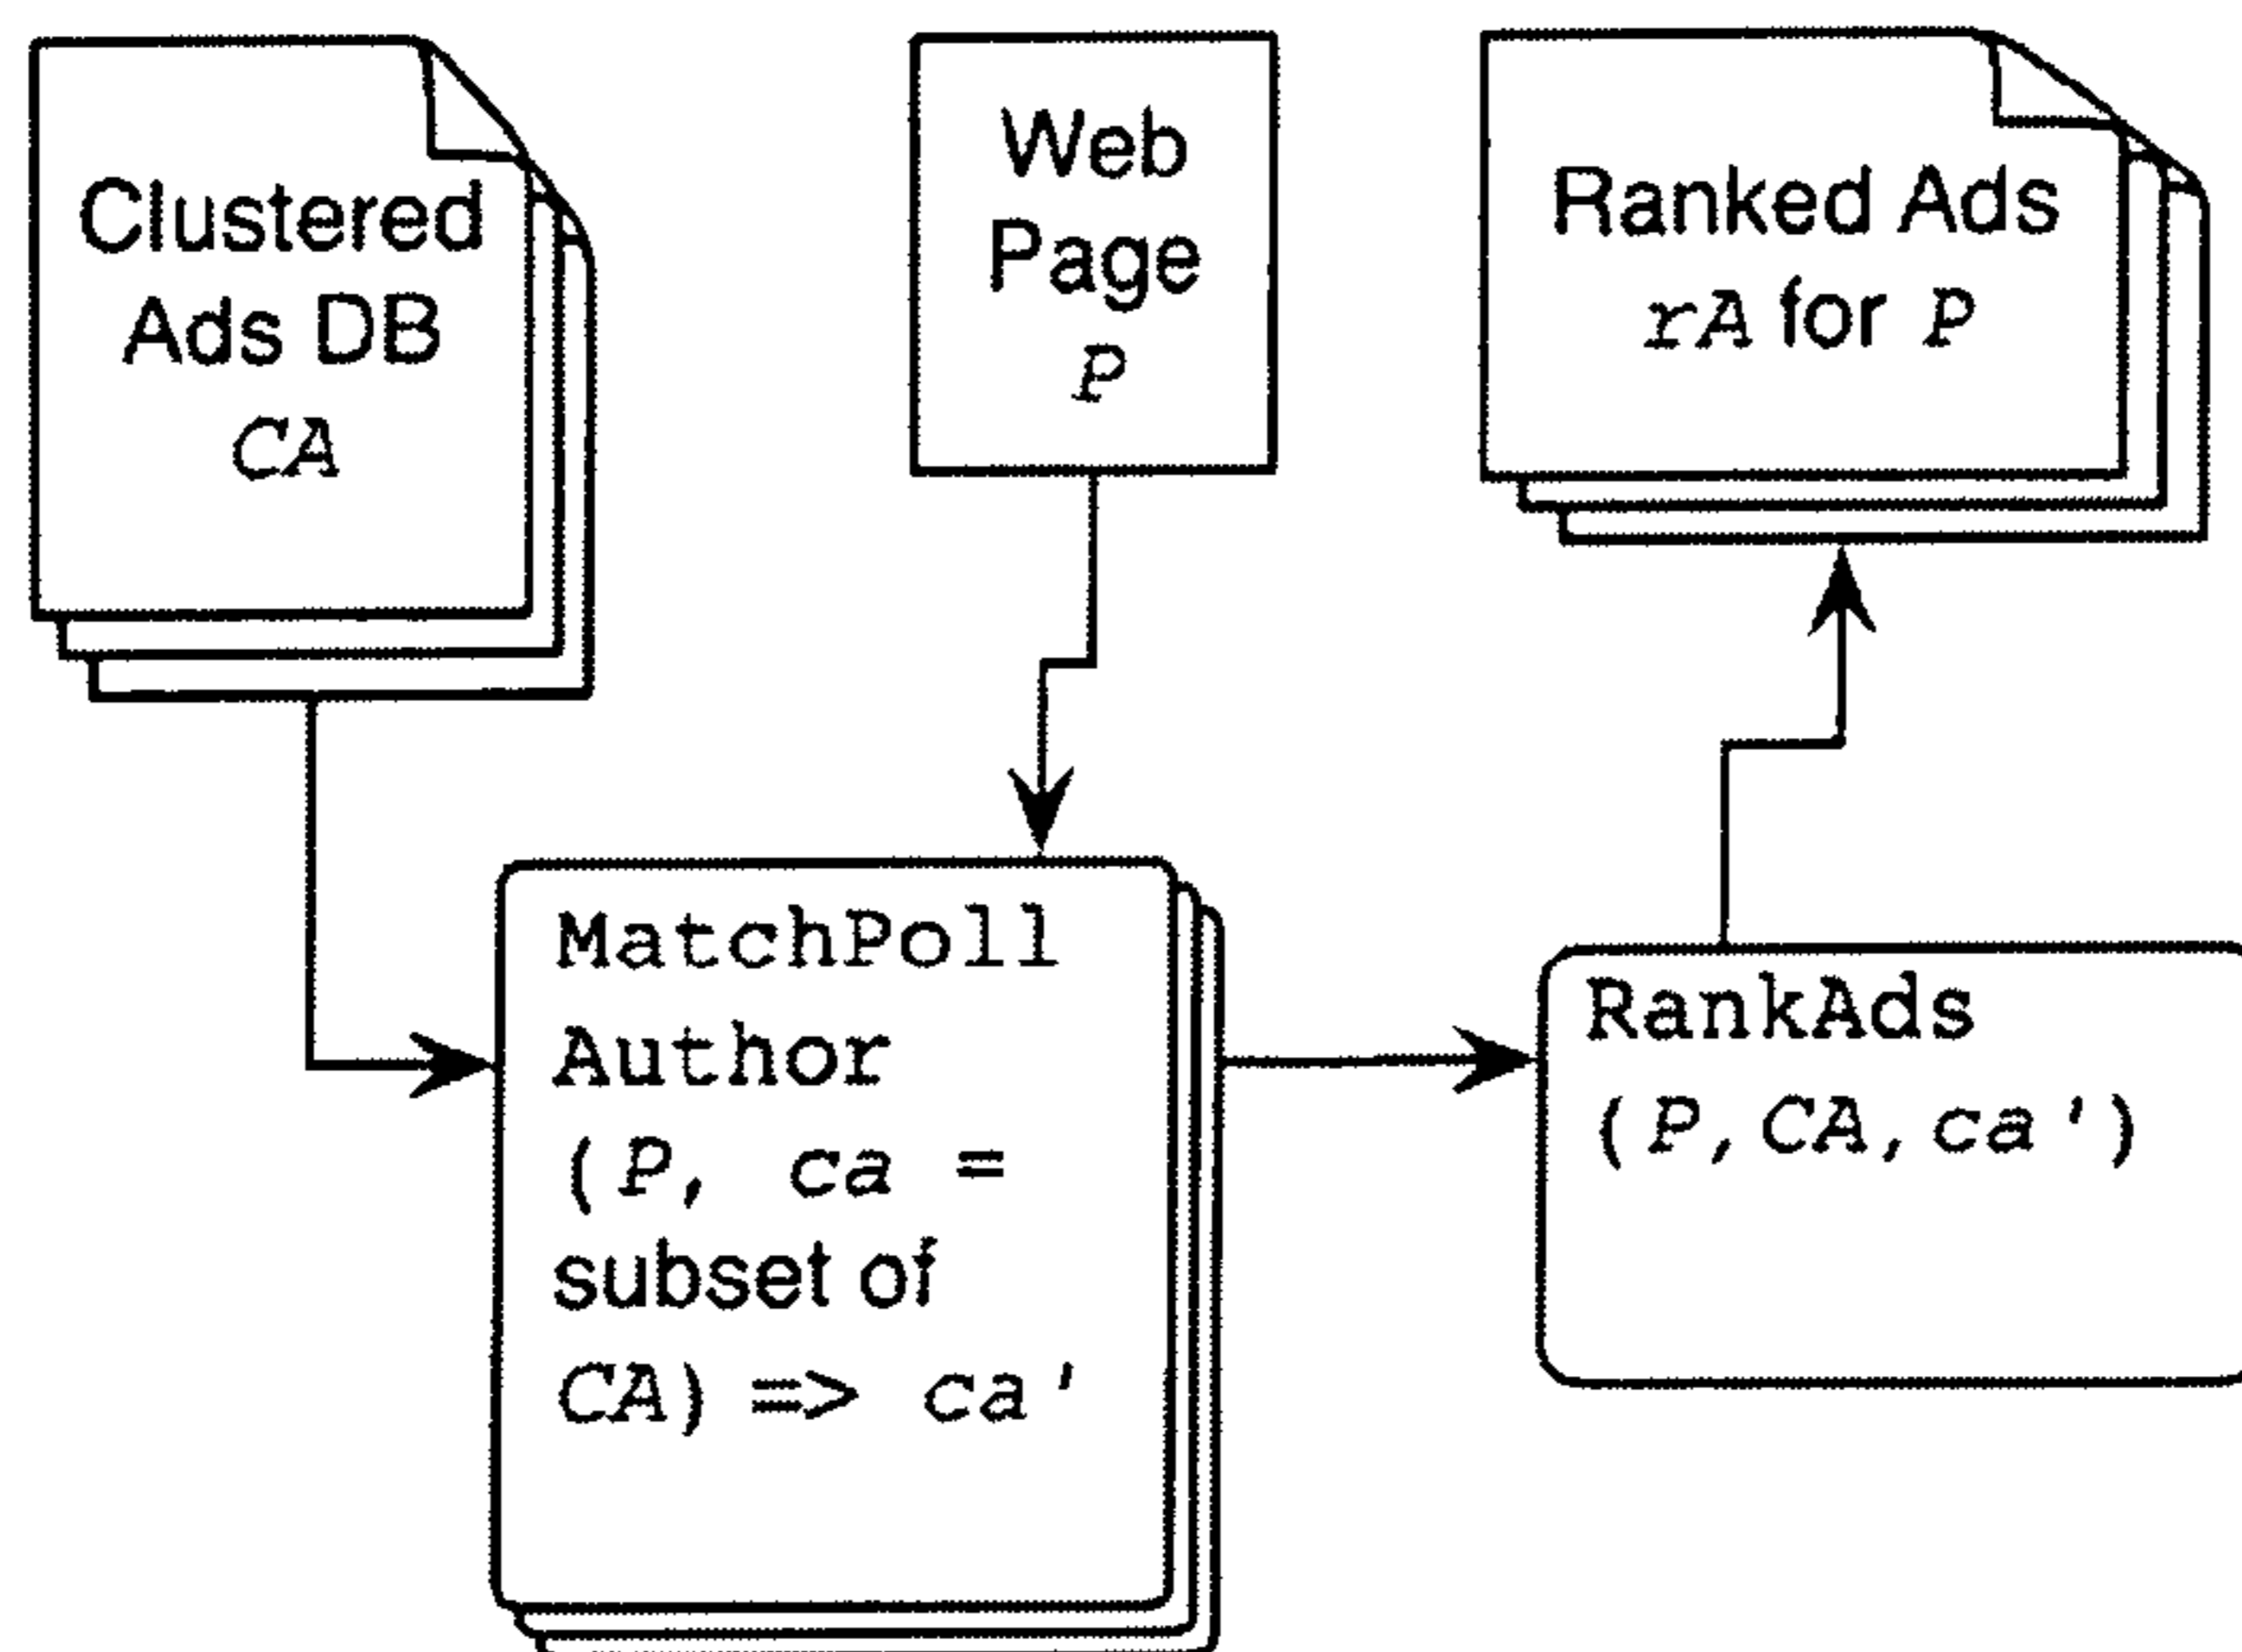 Clustered
Ads DB
CA
Web
Page
P
Ranked Ads
rA for P
MatchPoll
Author
(P, ca =
subset of
CA) => ca'
RankAds
(P,CA,ca')